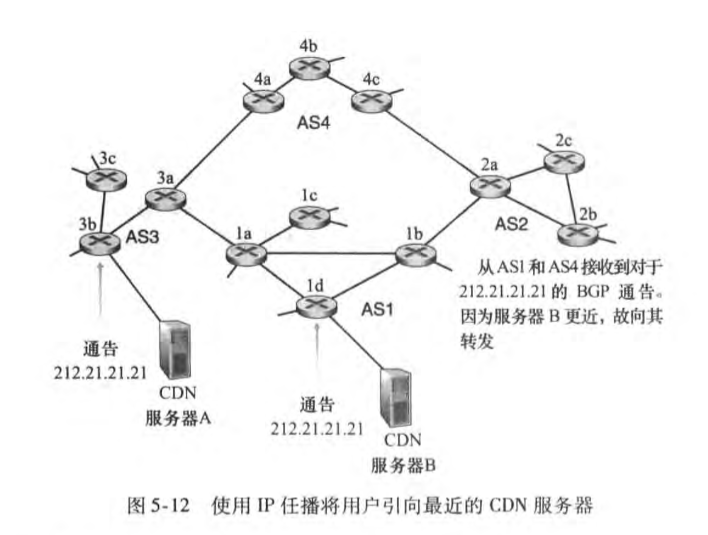 4b
4a
4c
AS4
3c
3a
3b
AS3
1c
1a
1b
1d
AS1
2c
2a
2b
AS2
从AS1和AS4接收到对于
212.21.21.21的 BGP 通告。
因为服务器 B 更近，故向其
转发
通告
212.21.21.21
CDN
服务器A
通告
212.21.21.21
CDN
服务器B
图 5-12 使用 IP 任播将用户引向最近的 CDN 服务器